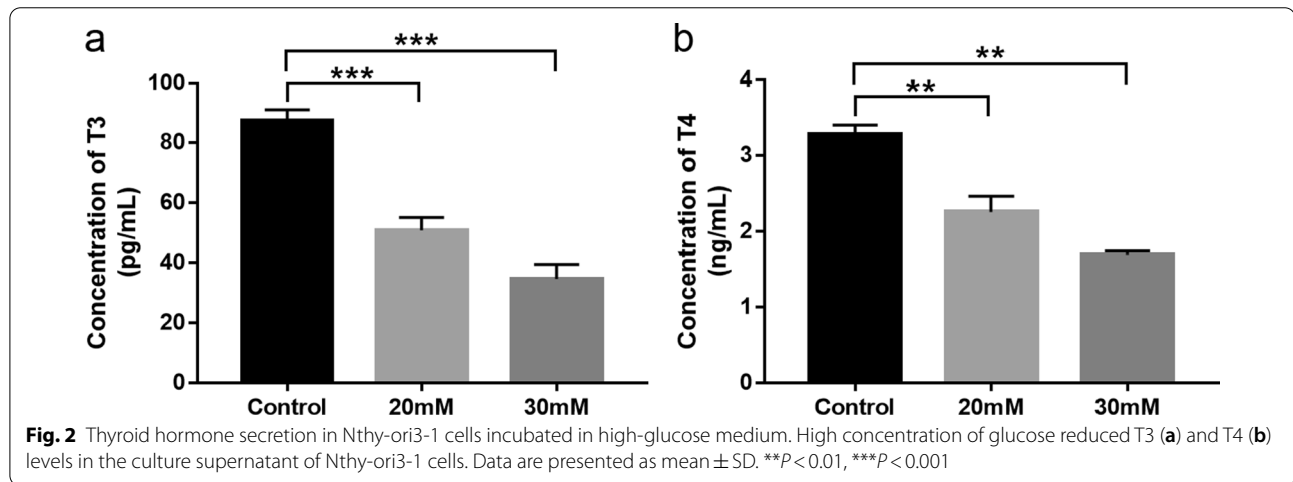 a
Concentration of T3
(pg/mL)
100
80
60
40
20
0
***
***
Control 20mM 30mM
b
Concentration of T4
(ng/mL)
4
3
2
1
0
**
**
Control 20mM 30mM
Fig. 2 Thyroid hormone secretion in Nthy-ori3-1 cells incubated in high-glucose medium. High concentration of glucose reduced T3 (a) and T4 (b)
levels in the culture supernatant of Nthy-ori3-1 cells. Data are presented as mean ± SD. **P < 0.01, ***P < 0.001